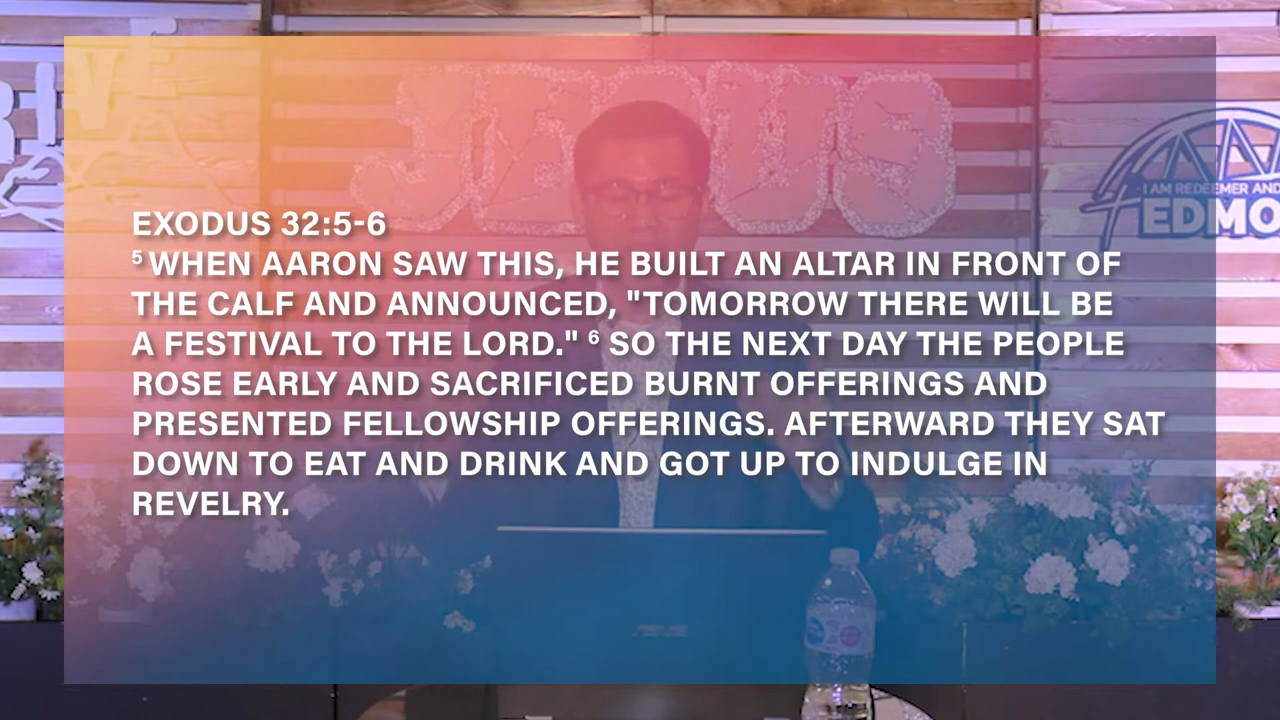 JESUS
I AM REDEEMER AND
EDMO
EXODUS 32:5-6
5 WHEN AARON SAW THIS, HE BUILT AN ALTAR IN FRONT OF
THE CALF AND ANNOUNCED, "TOMORROW THERE WILL BE
A FESTIVAL TO THE LORD." 6 SO THE NEXT DAY THE PEOPLE
ROSE EARLY AND SACRIFICED BURNT OFFERINGS AND
PRESENTED FELLOWSHIP OFFERINGS. AFTERWARD THEY SAT
DOWN TO EAT AND DRINK AND GOT UP TO INDULGE IN
REVELRY.